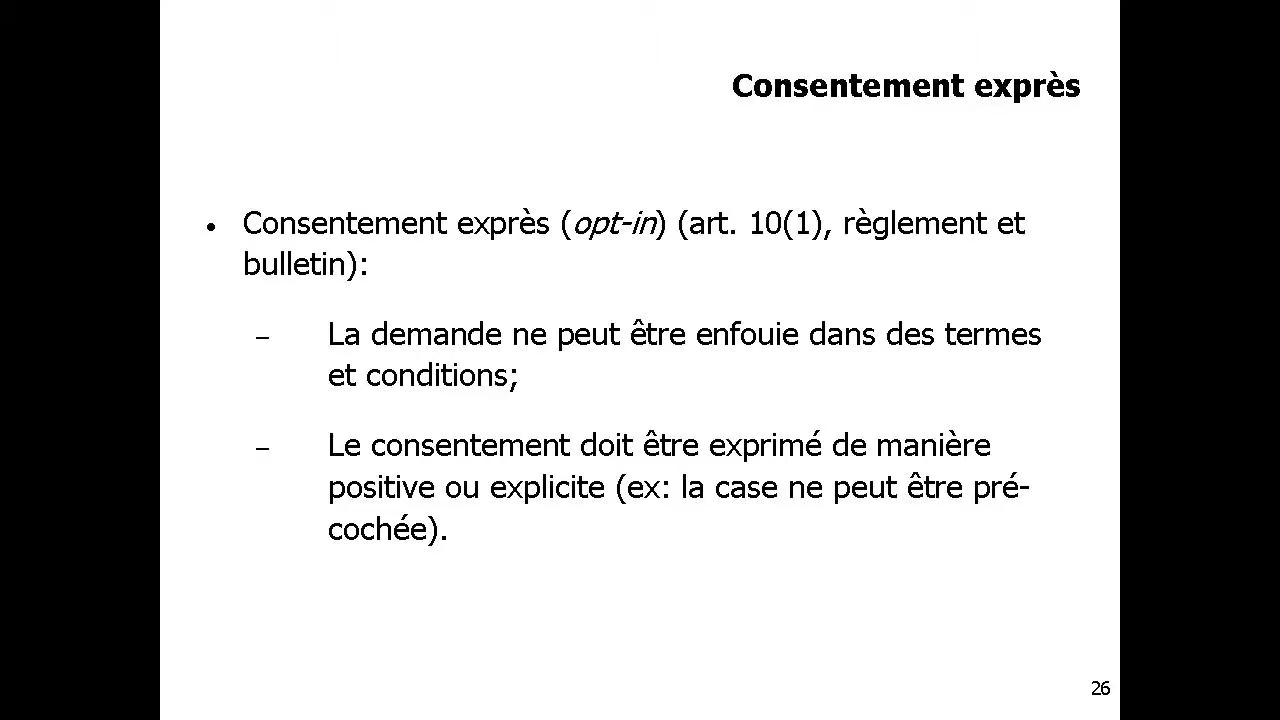 Consentement exprès
• Consentement exprès (opt-in) (art. 10(1), règlement et
bulletin):
– La demande ne peut être enfouie dans des termes
et conditions;
– Le consentement doit être exprimé de manière
positive ou explicite (ex: la case ne peut être pré-
cochée).
26